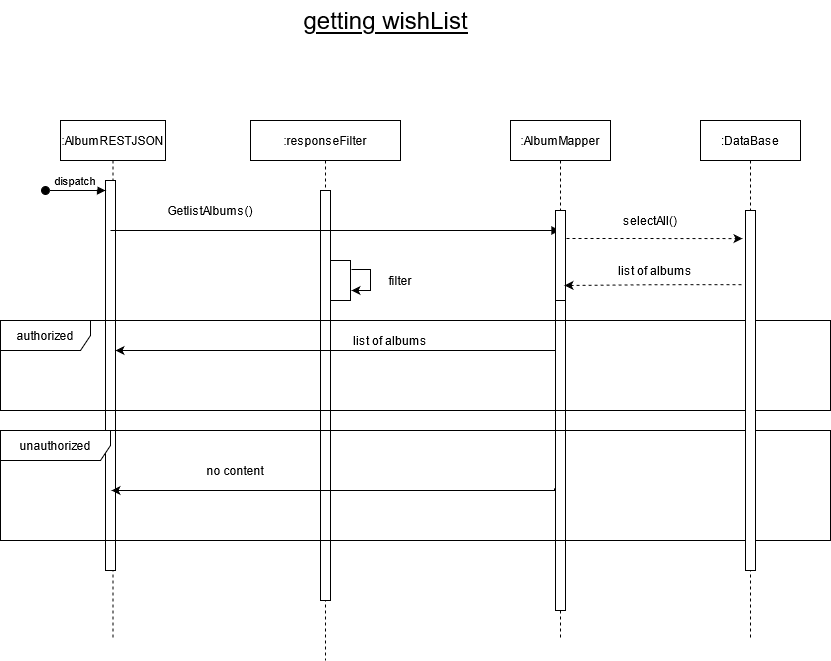 getting wishList
:AlbumRESTJSON
:responseFilter
:AlbumMapper
:DataBase
dispatch
GetlistAlbums()
selectAll()
list of albums
filter
authorized
list of albums
unauthorized
no content